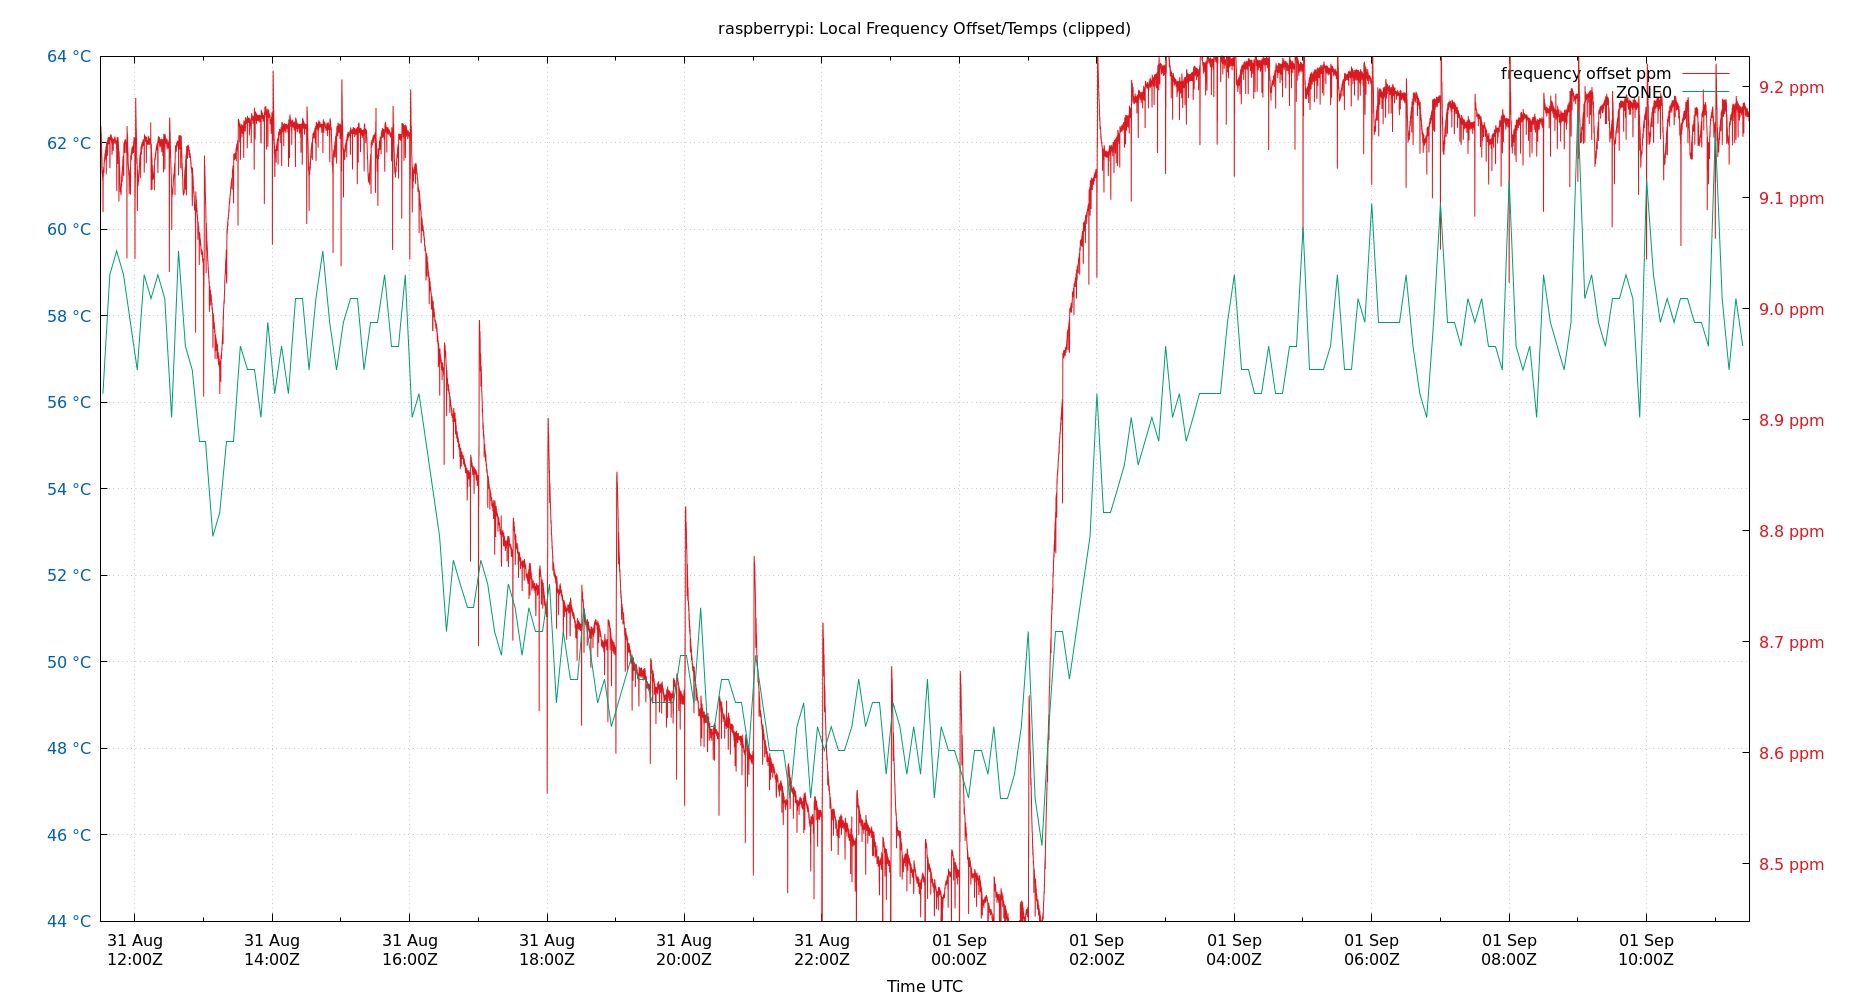 raspberrypi: Local Frequency Offset/Temps (clipped)
64 °C
62 °C
60 °C
58 °C
56 °C
54 °C
52 °C
50 °C
48 °C
46 °C
44 °C
frequency offset ppm
ZONE0
9.2 ppm
9.1 ppm
9.0 ppm
8.9 ppm
8.8 ppm
8.7 ppm
8.6 ppm
8.5 ppm
31 Aug 31 Aug 31 Aug 31 Aug 31 Aug 31 Aug 01 Sep 01 Sep 01 Sep 01 Sep 01 Sep 01 Sep
12:00Z 14:00Z 16:00Z 18:00Z 20:00Z 22:00Z 00:00Z 02:00Z 04:00Z 06:00Z 08:00Z 10:00Z
Time UTC